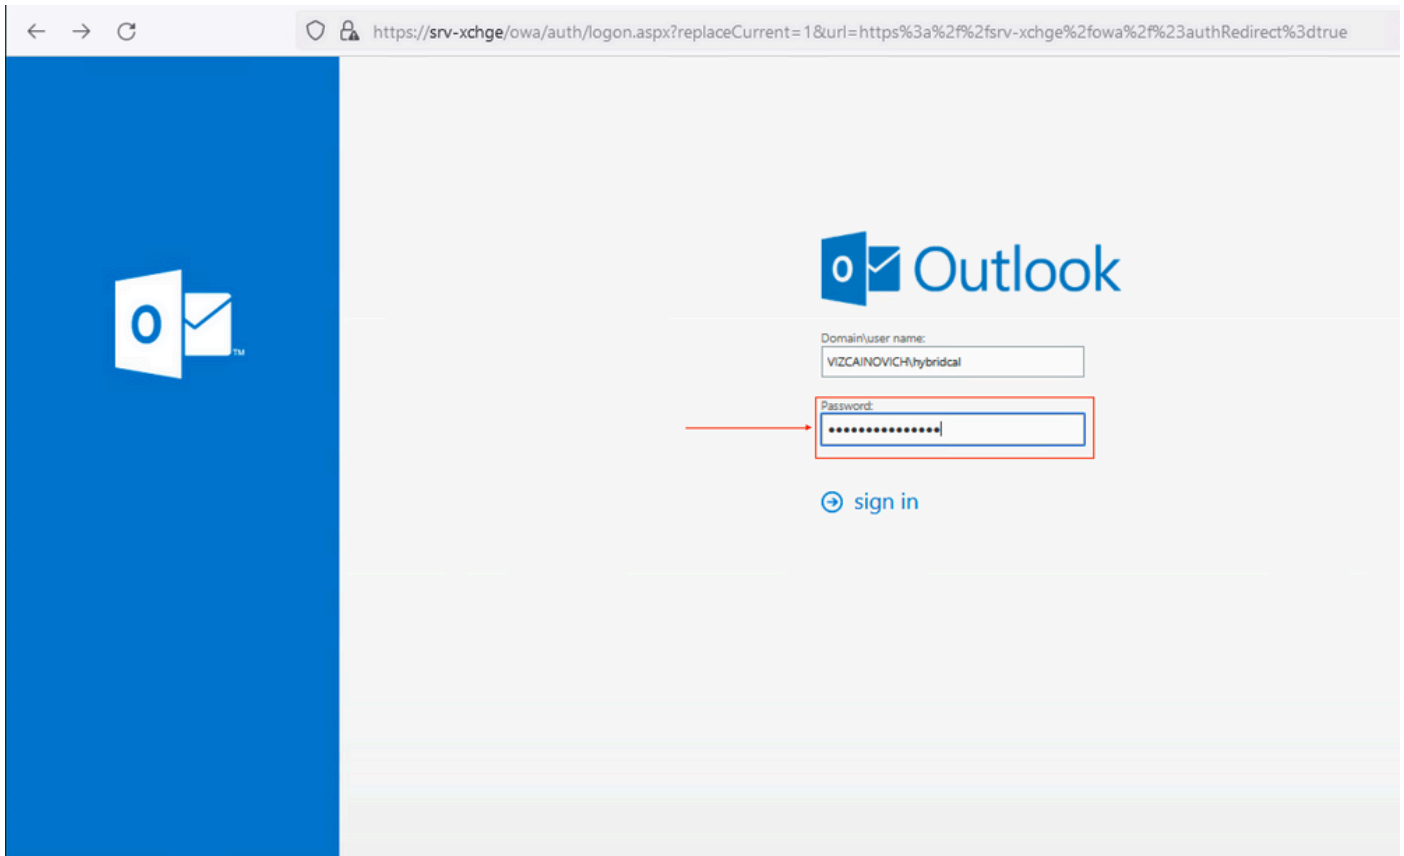 https://srv-xchge/owa/auth/logon.aspx?replaceCurrent=1&url=https%3a%2f%2fsrv-xchge%2fowa%2f%23authRedirect%3dtrue
O
TM
O
Outlook
Domain\user name:
VIZCAINOVICH\hybridcal
Password:
•••••••••••••••
sign in